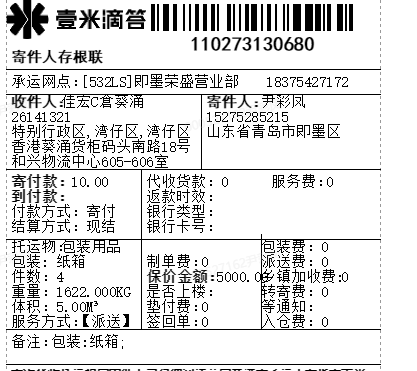 壹米滴答
110273130680
寄件人存根联
承运网点:[532LS]即墨荣盛营业部 18375427172
收件人:佳宏C倉葵涌
26141321
特别行政区,湾仔区,湾仔区
香港葵涌货柜码头南路18号
和兴物流中心605-606室
寄件人:尹彩凤
15275285215
山东省青岛市即墨区
寄付款: 10.00 代收货款: 0 服务费:0
到付款: 返款时效:
付款方式: 寄付 银行类型:
结算方式: 现结 银行卡号:
托运物:包装用品 包装费: 0
包装: 纸箱 制单费:0 派送费: 0
件数: 4 保价金额:5000.00 乡镇加收费:0
重量: 1622.000KG 是否上楼: 转寄费: 0
体积: 5.00M³ 垫付费:0 等通知:
服务方式:【派送】 签回单:0 入仓费: 0
备注:包装:纸箱;